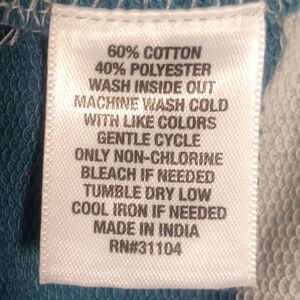 60% COTTON
40% POLYESTER
WASH INSIDE OUT
MACHINE WASH COLD
WITH LIKE COLORS
GENTLE CYCLE
ONLY NON-CHLORINE
BLEACH IF NEEDED
TUMBLE DRY LOW
COOL IRON IF NEEDED
MADE IN INDIA
RN#31104